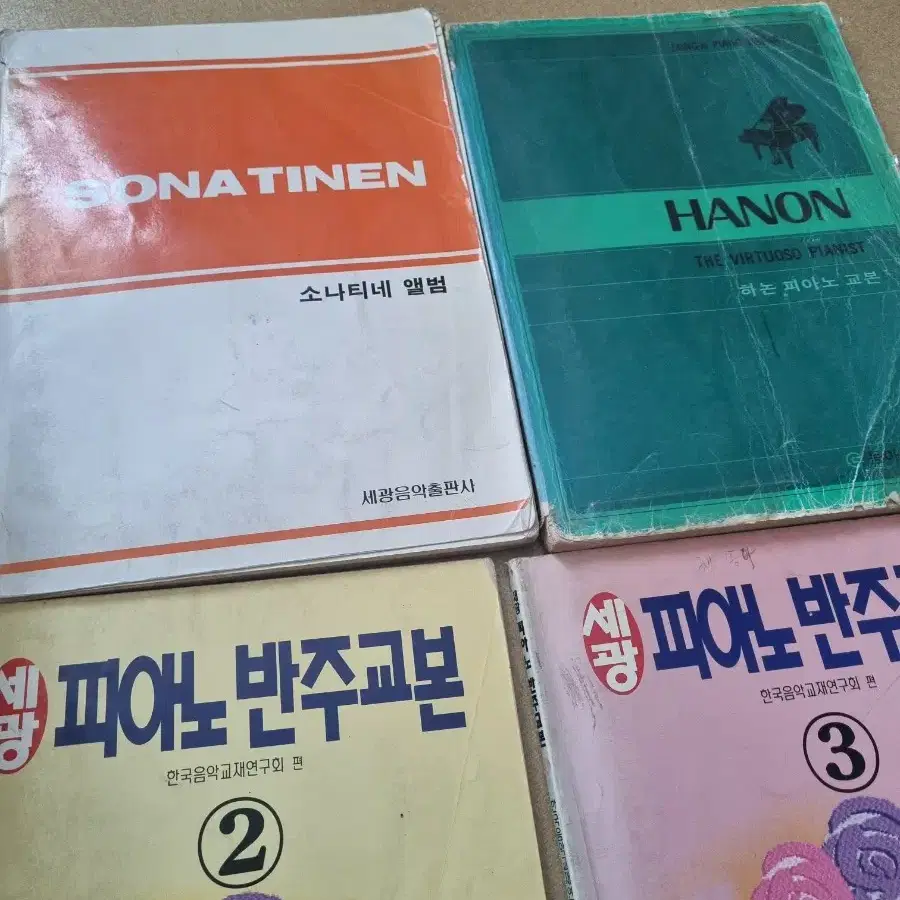 SONATINEN
소나티네 앨범
세광음악출판사
HANON
THE VIRTUOSO PIANIST
하논 피아노 교본
세광 피아노 반주교본
한국음악교재연구회 편
2
세광 피아노 반주
한국음악교재연구회 편
3